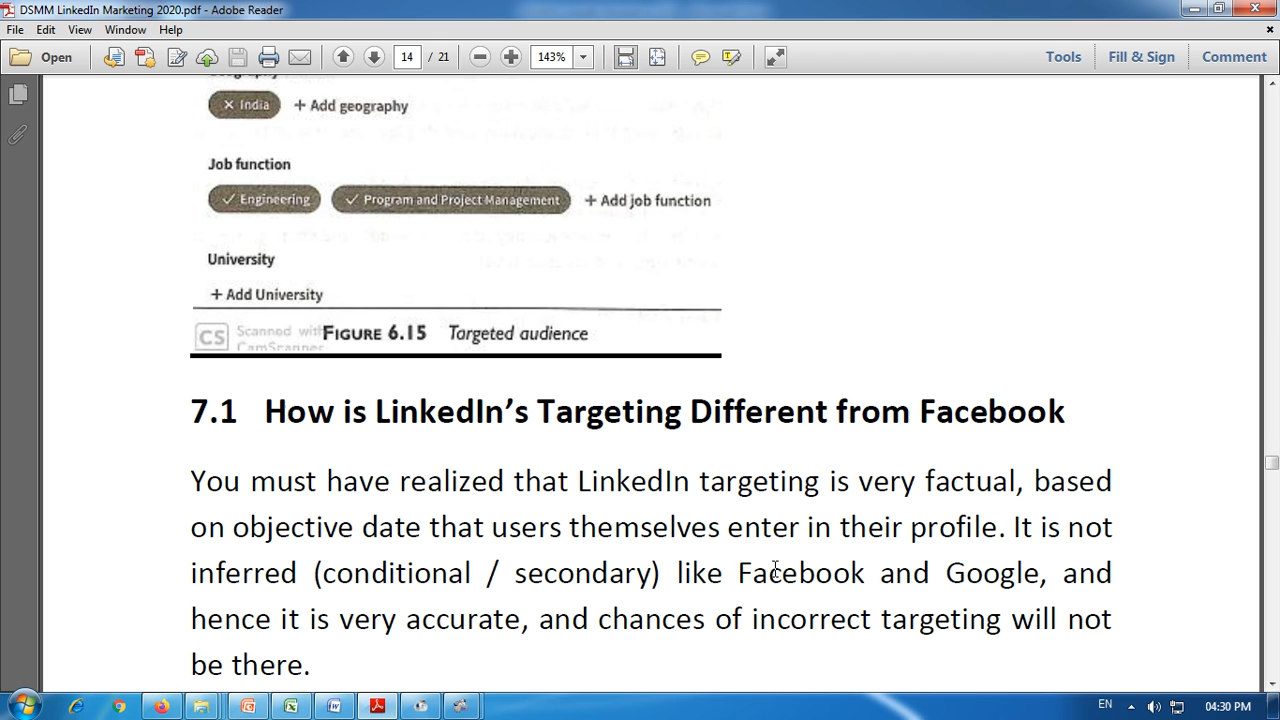 DSMM LinkedIn Marketing 2020.pdf - Adobe Reader
File Edit View Window Help
Open 14 / 21 143% Tools Fill & Sign Comment
× India + Add geography
Job function
✓ Engineering ✓ Program and Project Management + Add job function
University
+ Add University
CS Scanned with
CamScanner
FIGURE 6.15 Targeted audience
7.1 How is LinkedIn’s Targeting Different from Facebook
You must have realized that LinkedIn targeting is very factual, based
on objective date that users themselves enter in their profile. It is not
inferred (conditional / secondary) like Facebook and Google, and
hence it is very accurate, and chances of incorrect targeting will not
be there.
EN 04:30 PM